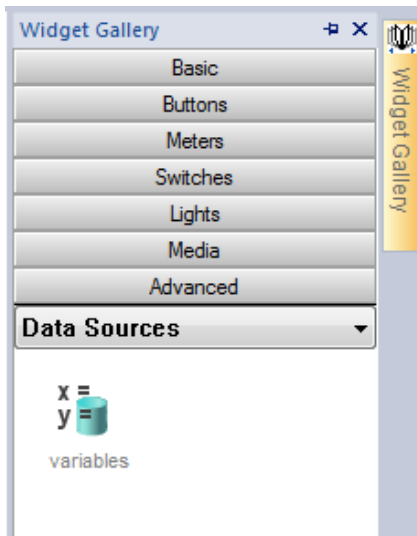 Widget Gallery
Basic
Buttons
Meters
Switches
Lights
Media
Advanced
Data Sources
x =
y =
variables
Widget Gallery